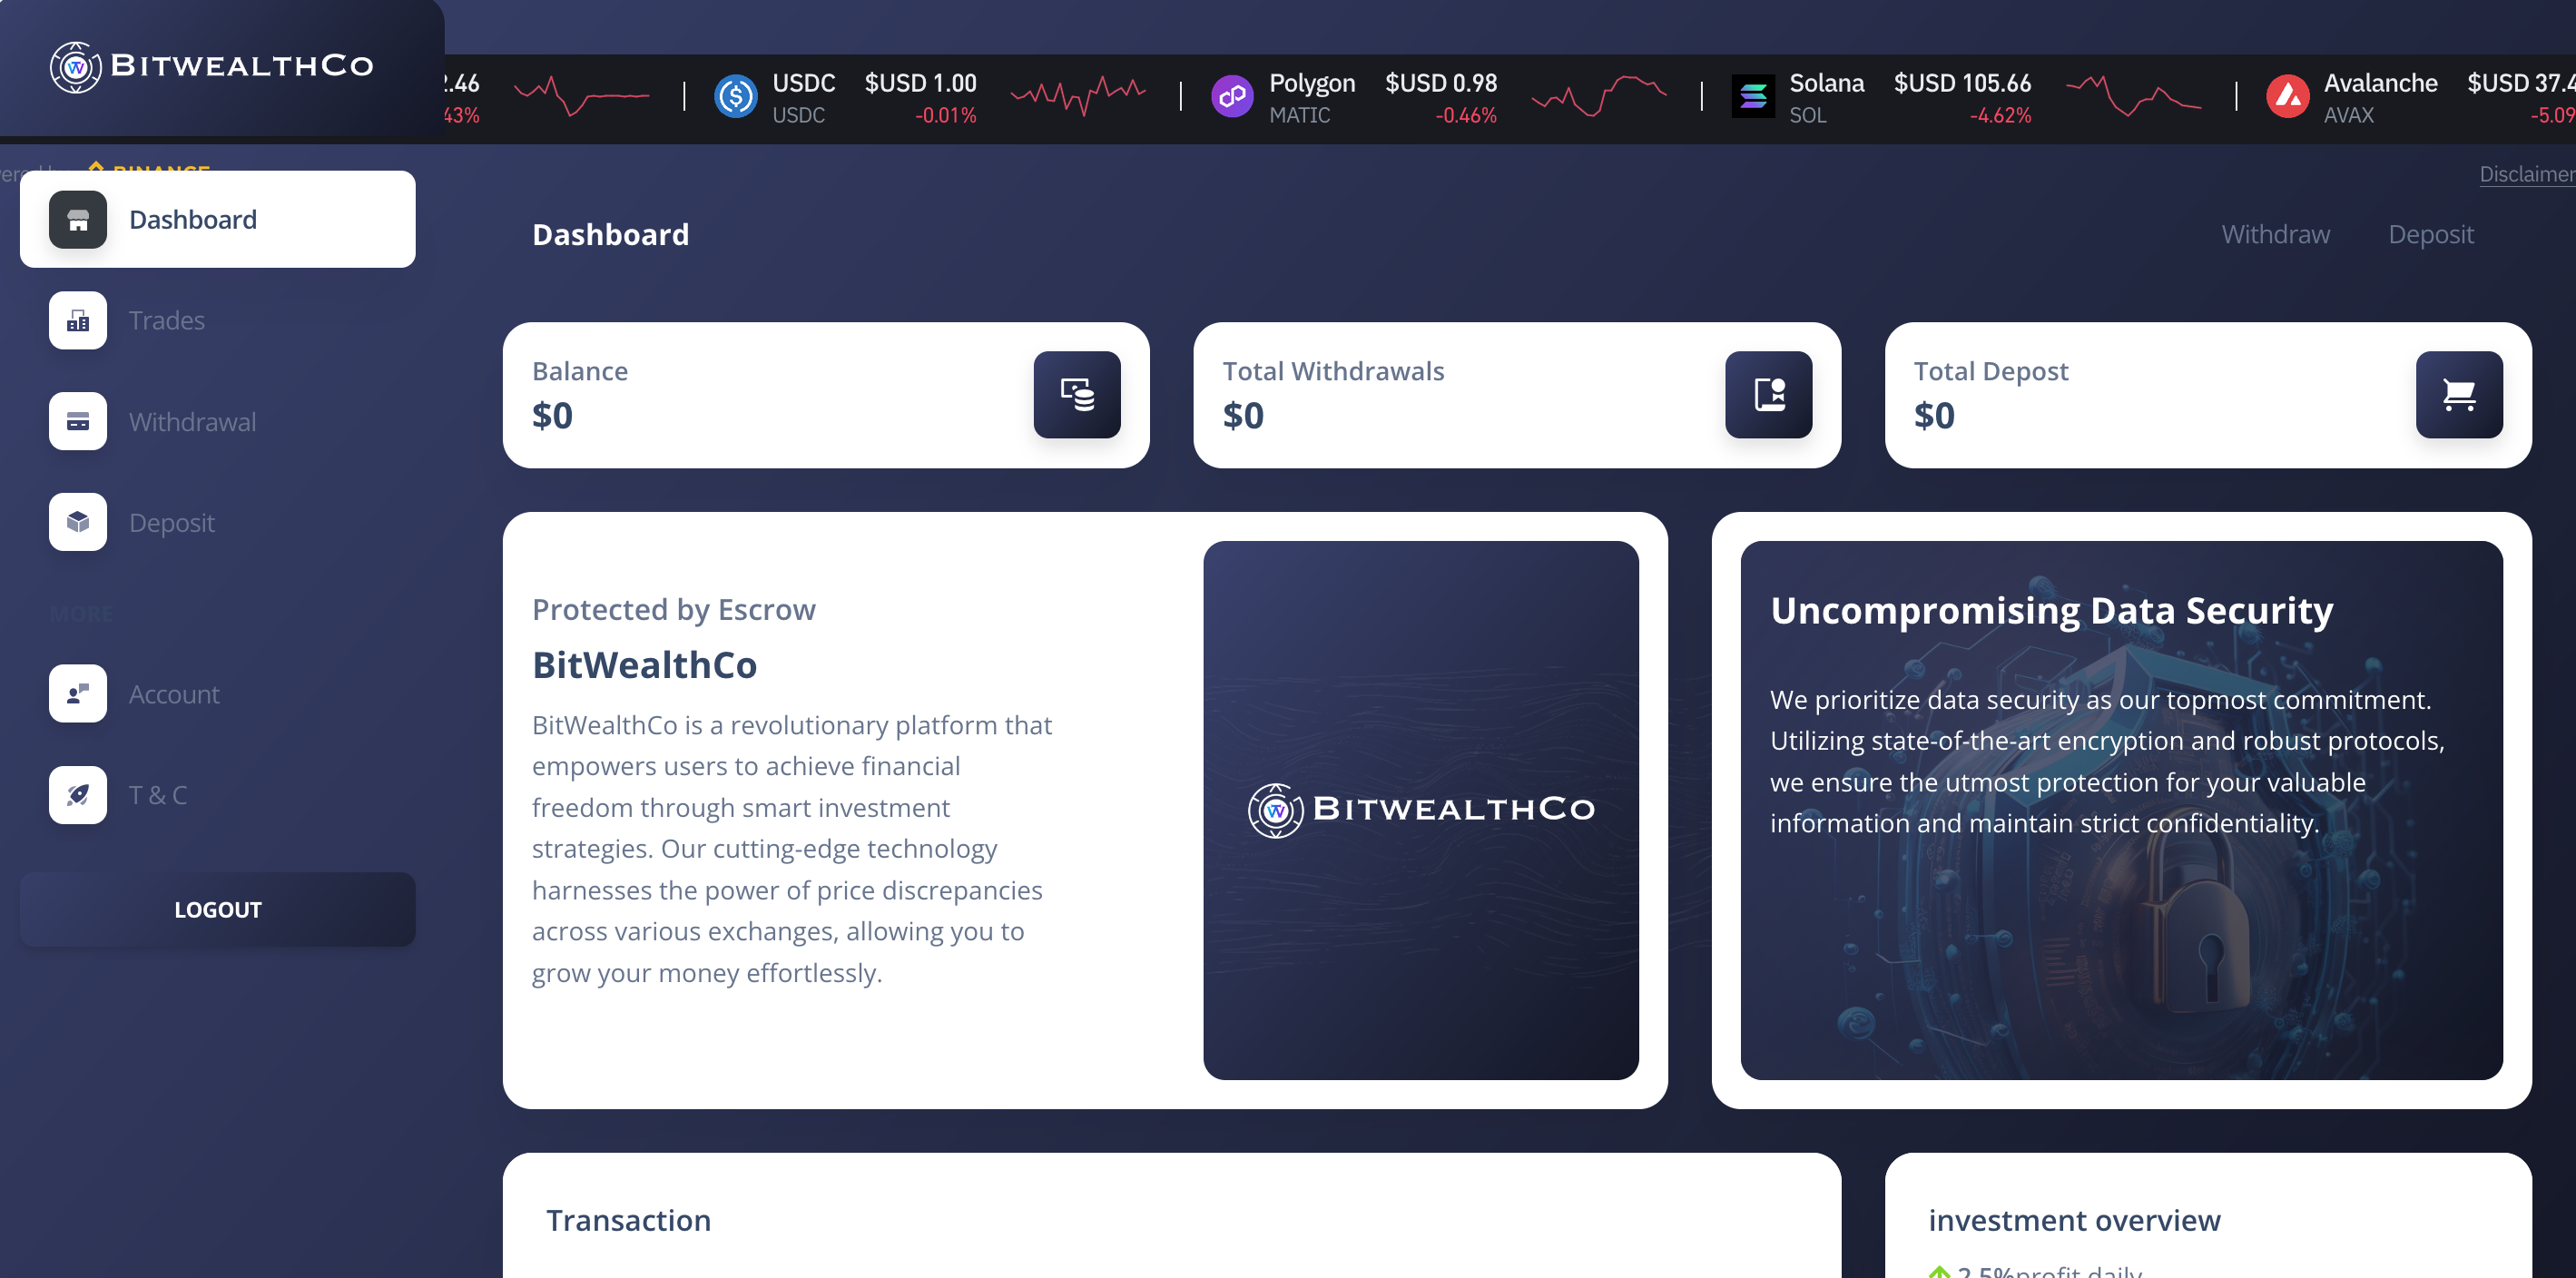 BITWEALTHCO
2.46
43%
USDC $USD 1.00
USDC -0.01%
Polygon $USD 0.98
MATIC -0.46%
Solana $USD 105.66
SOL -4.62%
Avalanche $USD 37.4
AVAX -5.09
BINANCE
Disclaimer
Dashboard
Trades
Withdrawal
Deposit
MORE
Account
T & C
LOGOUT
Dashboard
Withdraw Deposit
Balance
$0
Total Withdrawals
$0
Total Depost
$0
Protected by Escrow
BitWealthCo
BitWealthCo is a revolutionary platform that
empowers users to achieve financial
freedom through smart investment
strategies. Our cutting-edge technology
harnesses the power of price discrepancies
across various exchanges, allowing you to
grow your money effortlessly.
BITWEALTHCO
Uncompromising Data Security
We prioritize data security as our topmost commitment.
Utilizing state-of-the-art encryption and robust protocols,
we ensure the utmost protection for your valuable
information and maintain strict confidentiality.
Transaction
investment overview
2.5%profit daily